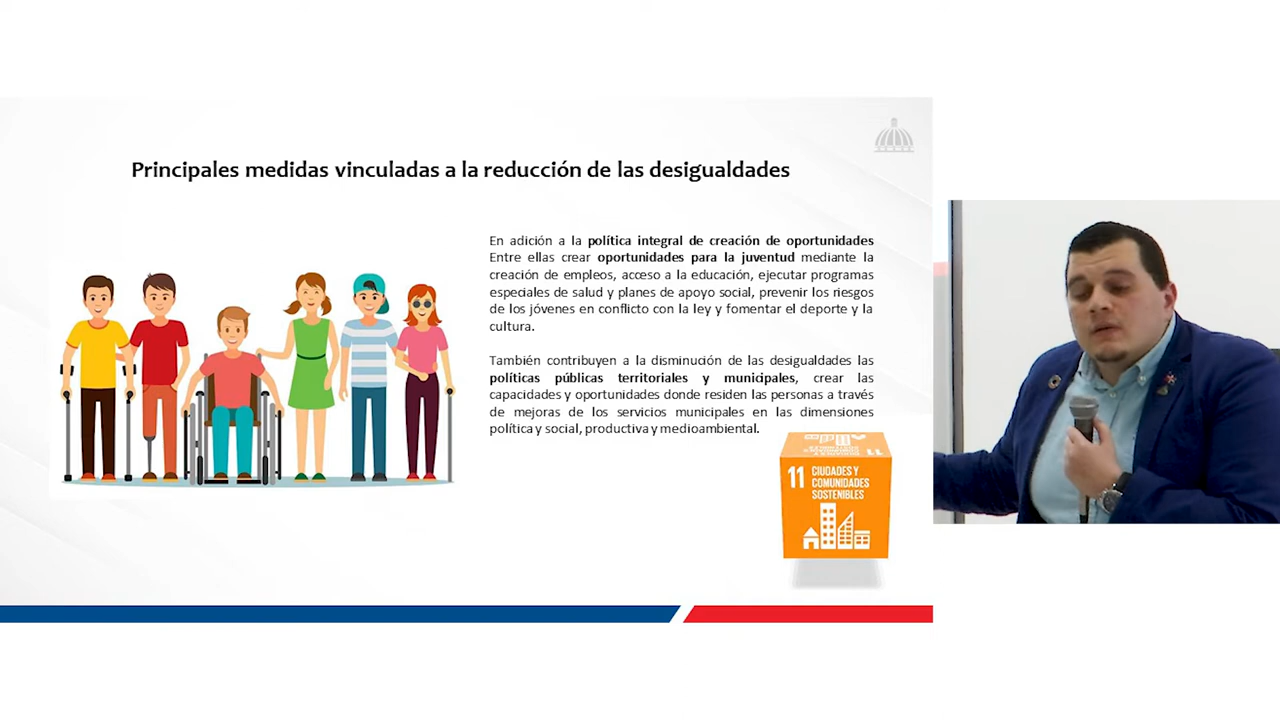 Principales medidas vinculadas a la reducción de las desigualdades
En adición a la política integral de creación de oportunidades
Entre ellas crear oportunidades para la juventud mediante la
creación de empleos, acceso a la educación, ejecutar programas
especiales de salud y planes de apoyo social, prevenir los riesgos
de los jóvenes en conflicto con la ley y fomentar el deporte y la
cultura.
También contribuyen a la disminución de las desigualdades las
políticas públicas territoriales y municipales, crear las
capacidades y oportunidades donde residen las personas a través
de mejoras de los servicios municipales en las dimensiones
política y social, productiva y medioambiental.
11 CIUDADES Y
COMUNIDADES
SOSTENIBLES